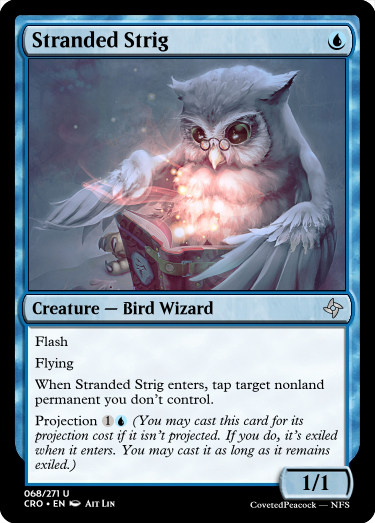 Stranded Strig
Creature — Bird Wizard
Flash
Flying
When Stranded Strig enters, tap target nonland
permanent you don't control.
Projection 1 (You may cast this card for its
projection cost if it isn't projected. If you do, it's exiled
when it enters. You may cast it as long as it remains
exiled.)
1/1
068/271 U
CRO • EN Ait Lin
CovetedPeacock — NFS